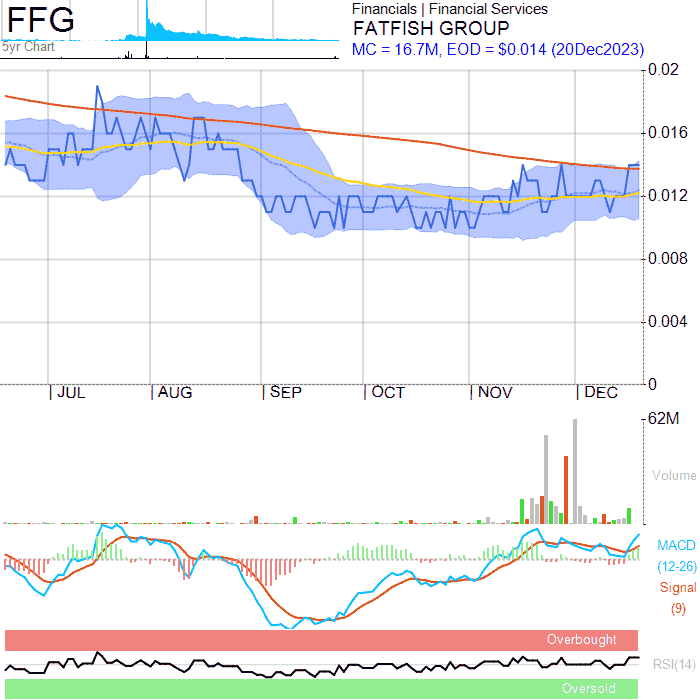 FFG
5yr Chart
Financials | Financial Services
FATFISH GROUP
MC = 16.7M, EOD = $0.014 (20Dec2023)
0.02
0.016
0.012
0.008
0.004
0
JUL AUG SEP OCT NOV DEC
62M
Volume
MACD
(12-26)
Signal
(9)
Overbought
RSI(14)
Oversold